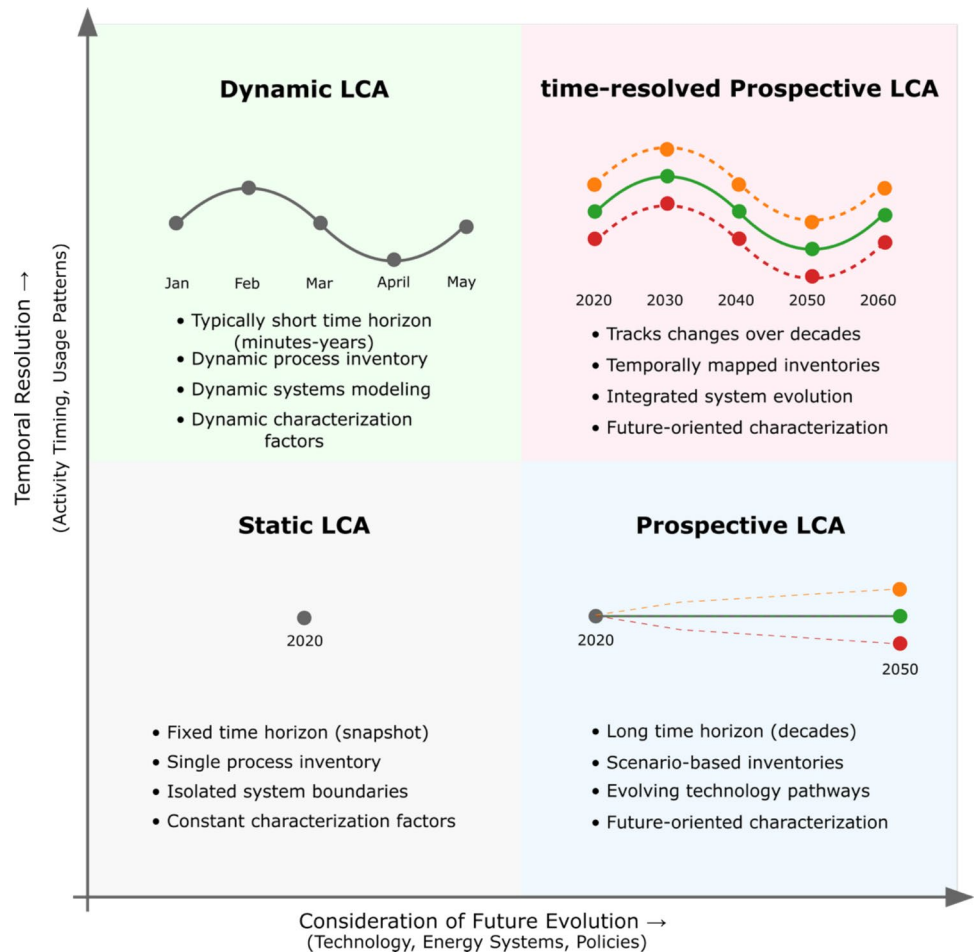 Temporal Resolution →
(Activity Timing, Usage Patterns)
Dynamic LCA
Jan Feb Mar April May
• Typically short time horizon
(minutes-years)
• Dynamic process inventory
• Dynamic systems modeling
• Dynamic characterization
factors
time-resolved Prospective LCA
2020 2030 2040 2050 2060
• Tracks changes over decades
• Temporally mapped inventories
• Integrated system evolution
• Future-oriented characterization
Static LCA
2020
• Fixed time horizon (snapshot)
• Single process inventory
• Isolated system boundaries
• Constant characterization factors
Prospective LCA
2020
2050
• Long time horizon (decades)
• Scenario-based inventories
• Evolving technology pathways
• Future-oriented characterization
Consideration of Future Evolution →
(Technology, Energy Systems, Policies)